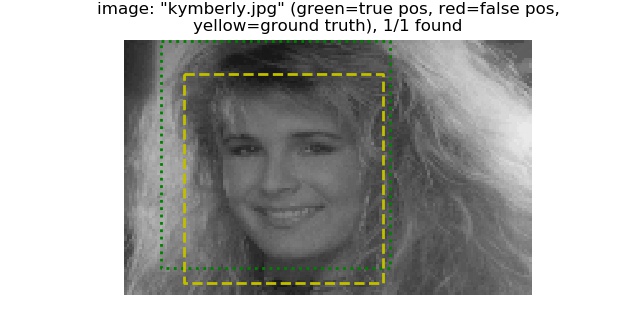 image: "kymberly.jpg" (green=true pos, red=false pos,
yellow=ground truth), 1/1 found